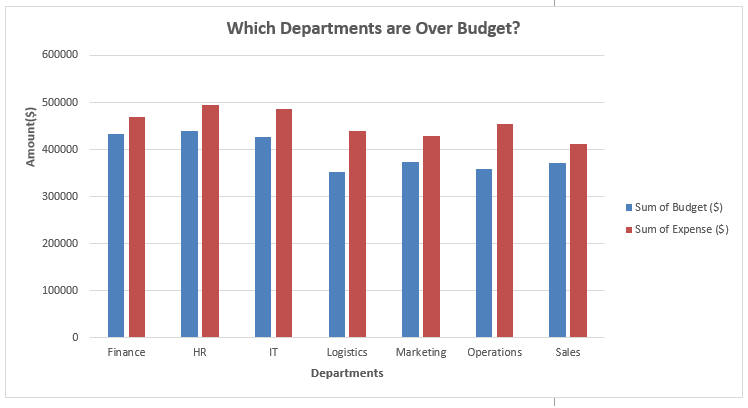 Which Departments are Over Budget?
600000
500000
400000
300000
200000
100000
0
Amount($)
Finance HR IT Logistics Marketing Operations Sales
Departments
Sum of Budget ($)
Sum of Expense ($)